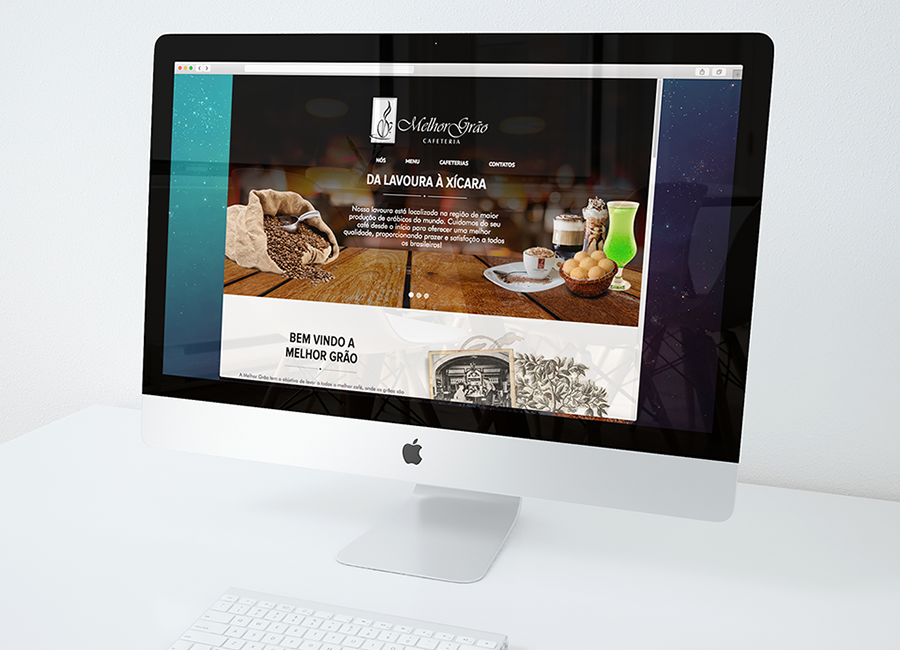 Melhor Grão
CAFETERIA
NÓS MENU CAFETERIAS CONTATOS
DA LAVOURA À XÍCARA
Nossa lavoura está localizada na região de maior
produção de arábicos do mundo. Cuidamos do seu
café desde o início para oferecer uma melhor
qualidade, proporcionando prazer e satisfação a todos
os brasileiros!
BEM VINDO A
MELHOR GRÃO
A Melhor Grão tem o objetivo de levar a todos o melhor café, onde os grãos são